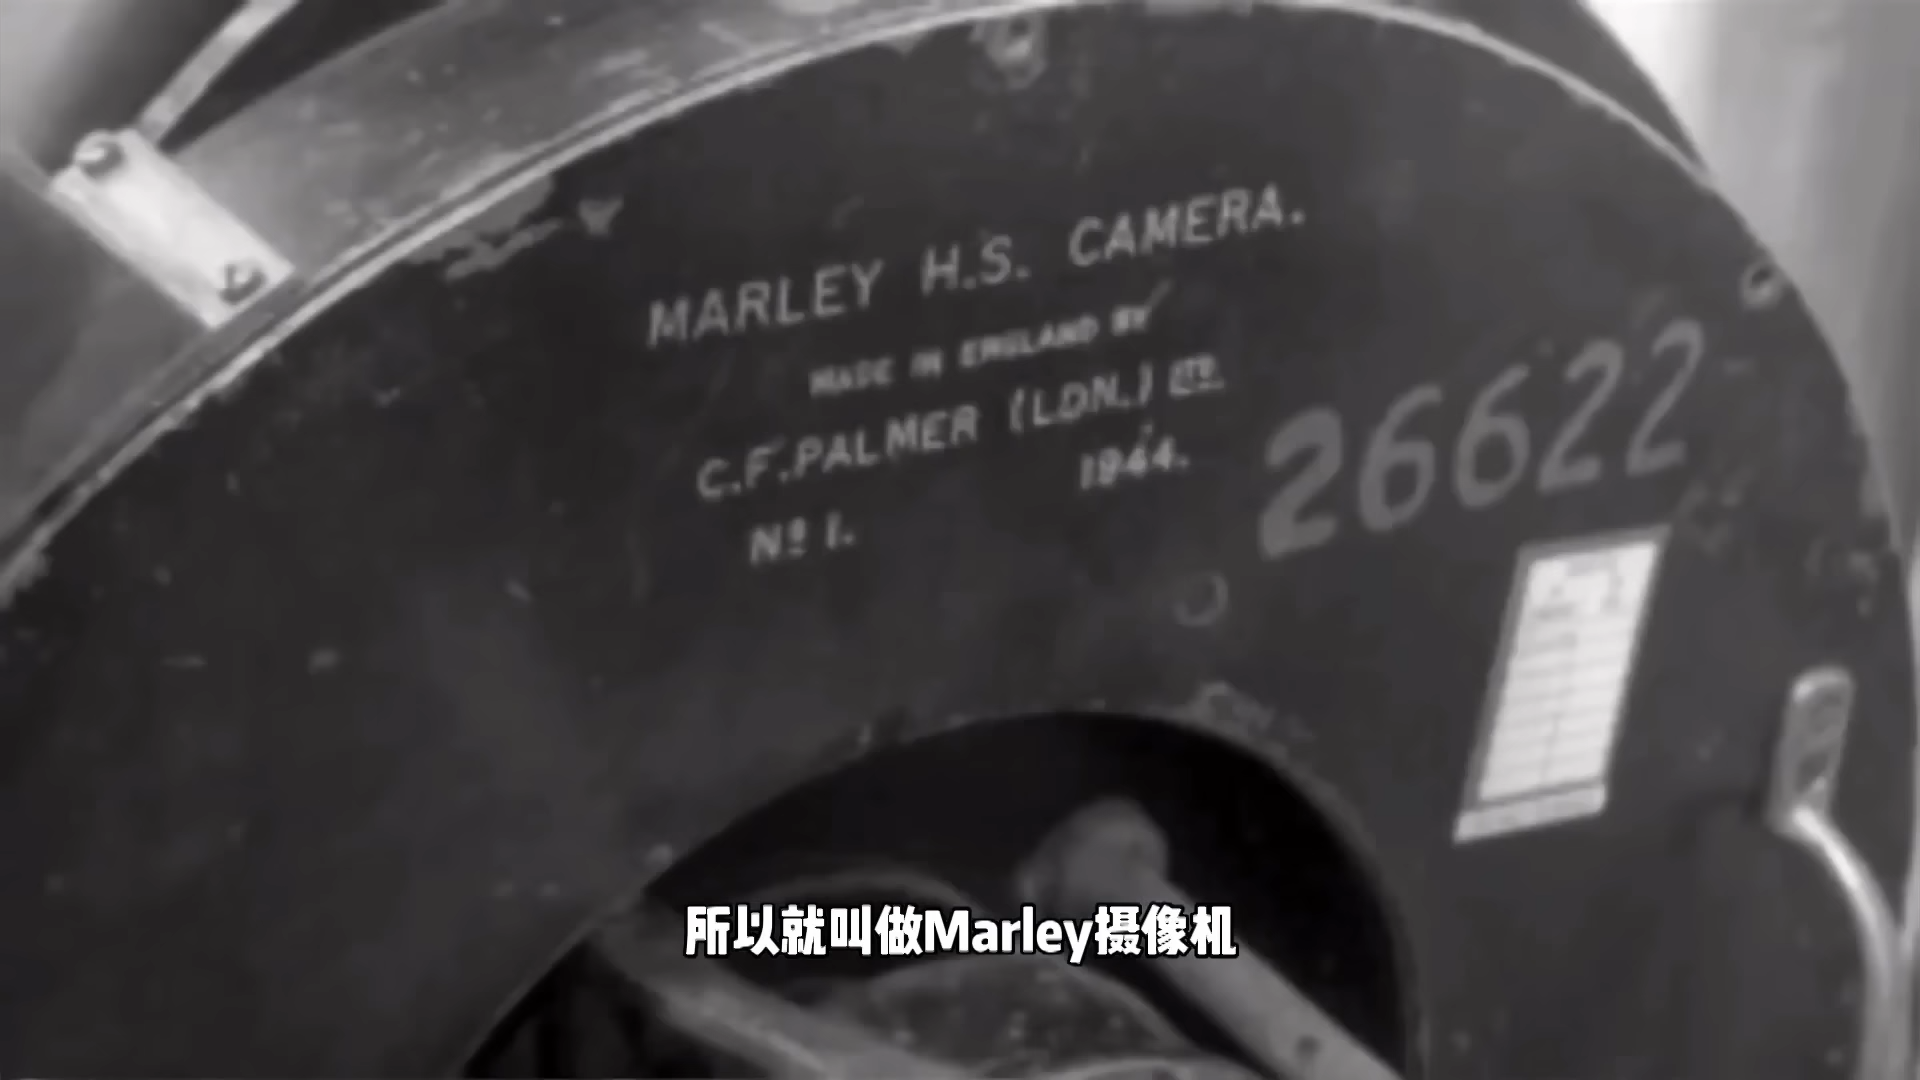 MARLEY H.S. CAMERA.
MADE IN ENGLAND BY
C.F. PALMER (LDN.) LTD.
1944.
Nº 1.
26622
所以就叫做Marley摄像机